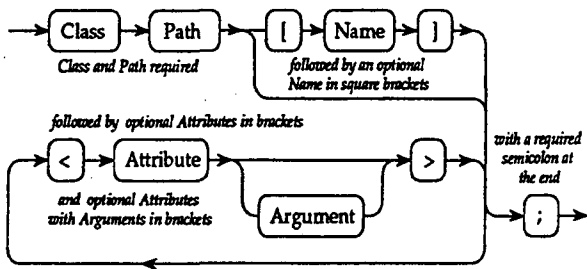 Class Path [ Name ]
Class and Path required
followed by an optional
Name in square brackets
followed by optional Attributes in brackets
< Attribute >
Argument
and optional Attributes
with Arguments in brackets
with a required
semicolon at
the end
;